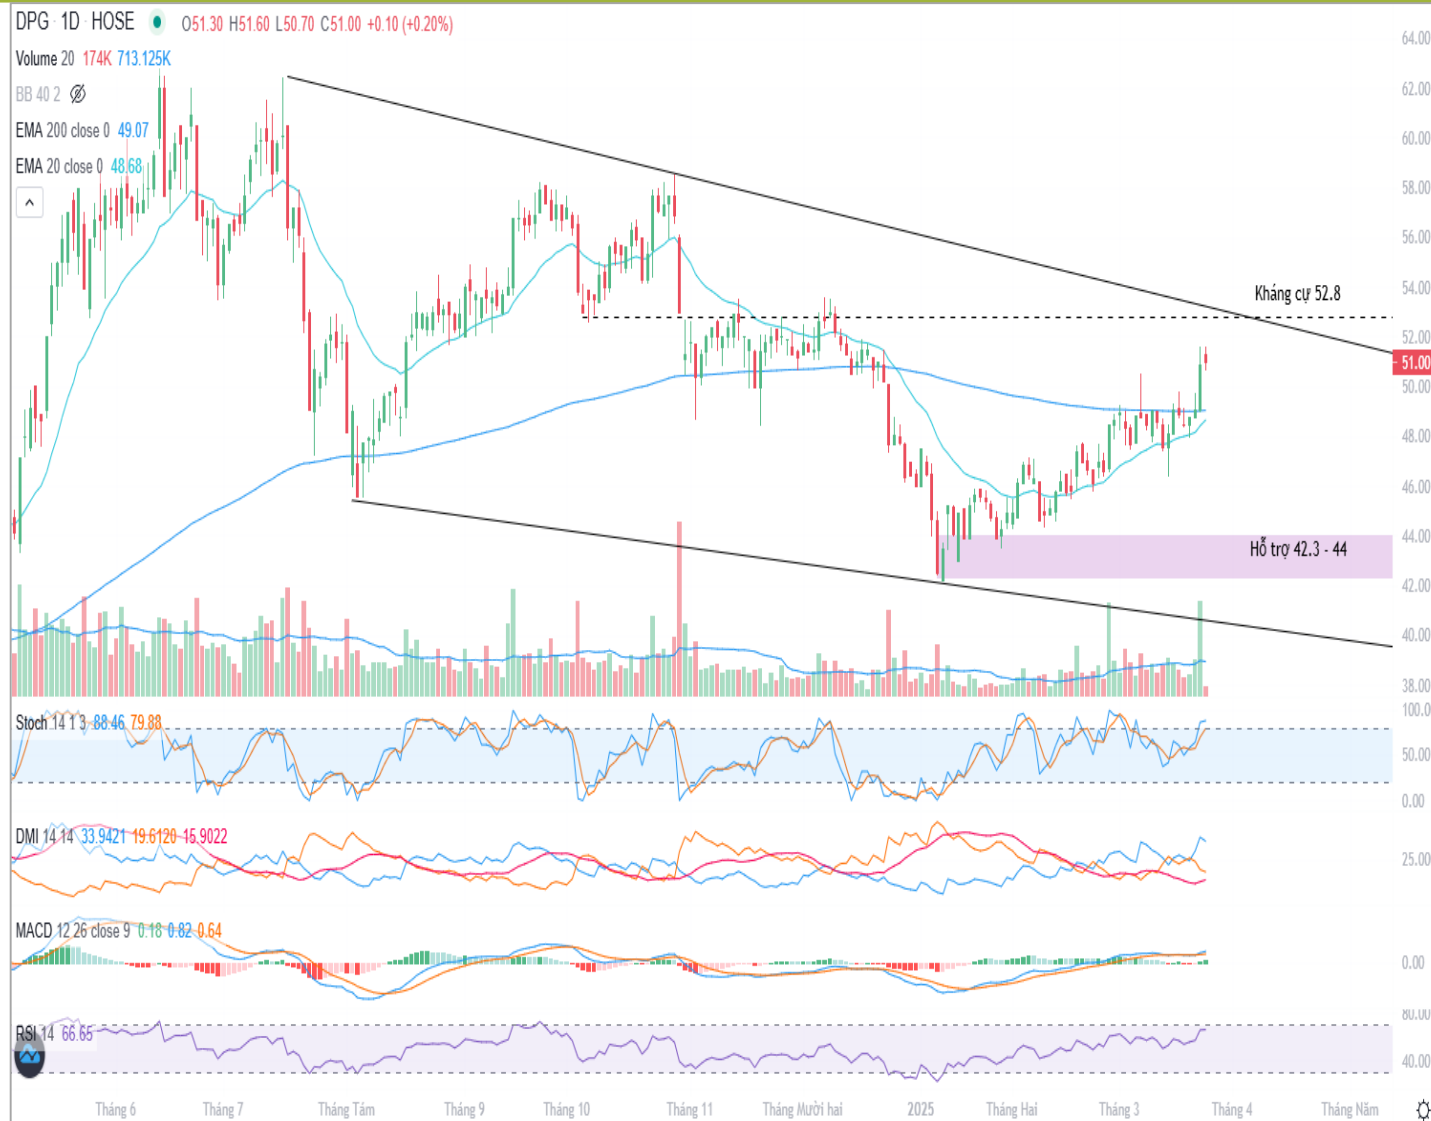 DPG 1D HOSE O51.30 H51.60 L50.70 C51.00 +0.10 (+0.20%)
Volume 20 174K 713.125K
BB 40 2
EMA 200 close 0 49.07
EMA 20 close 0 48.68
64.00
62.00
60.00
58.00
56.00
54.00
Kháng cự 52.8
52.00
51.00
50.00
48.00
46.00
44.00
Hỗ trợ 42.3 - 44
42.00
40.00
38.00
Stoch 14 1 3 88.46 79.88
100.0
50.00
0.00
DMI 14 14 33.9421 19.6120 15.9022
25.00
MACD 12 26 close 9 0.18 0.82 0.64
0.00
80.00
RSI 14 66.65
40.00
Tháng 6 Tháng 7 Tháng Tám Tháng 9 Tháng 10 Tháng 11 Tháng Mười hai 2025 Tháng Hai Tháng 3 Tháng 4 Tháng Năm